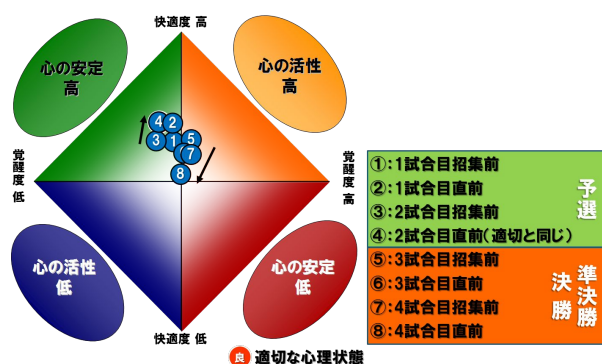 快適度 高
心の安定
高
心の活性
高
④
②
③
①
⑤
⑦
⑧
覚醒度 低
覚醒度 高
心の活性
低
心の安定
低
快適度 低
良 適切な心理状態
①:1試合目招集前
②:1試合目直前
③:2試合目招集前
④:2試合目直前(適切と同じ)
予選
⑤:3試合目招集前
⑥:3試合目直前
⑦:4試合目招集前
⑧:4試合目直前
準決勝
決勝